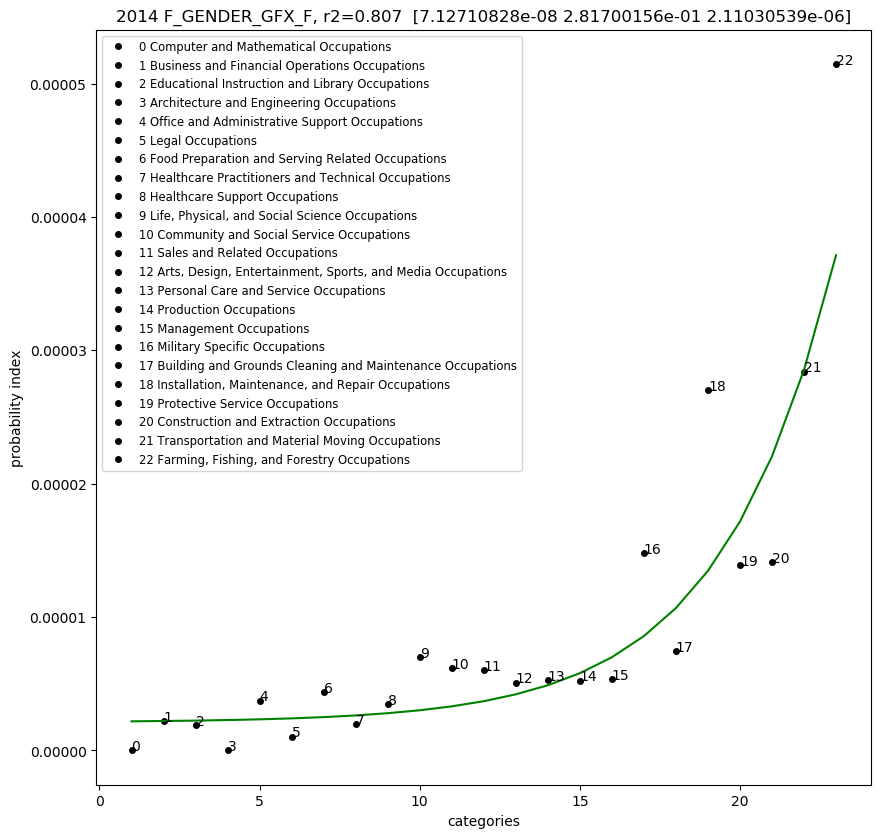 2014 F_GENDER_GFX_F, r2=0.807 [7.12710828e-08 2.81700156e-01 2.11030539e-06]
0 Computer and Mathematical Occupations
1 Business and Financial Operations Occupations
2 Educational Instruction and Library Occupations
3 Architecture and Engineering Occupations
4 Office and Administrative Support Occupations
5 Legal Occupations
6 Food Preparation and Serving Related Occupations
7 Healthcare Practitioners and Technical Occupations
8 Healthcare Support Occupations
9 Life, Physical, and Social Science Occupations
10 Community and Social Service Occupations
11 Sales and Related Occupations
12 Arts, Design, Entertainment, Sports, and Media Occupations
13 Personal Care and Service Occupations
14 Production Occupations
15 Management Occupations
16 Military Specific Occupations
17 Building and Grounds Cleaning and Maintenance Occupations
18 Installation, Maintenance, and Repair Occupations
19 Protective Service Occupations
20 Construction and Extraction Occupations
21 Transportation and Material Moving Occupations
22 Farming, Fishing, and Forestry Occupations
probability index
0.00005
0.00004
0.00003
0.00002
0.00001
0.00000
0
1
2
3
4
5
6
7
8
9
10
11
12
13
14
15
16
17
18
19
20
21
22
0
5
10
15
20
categories